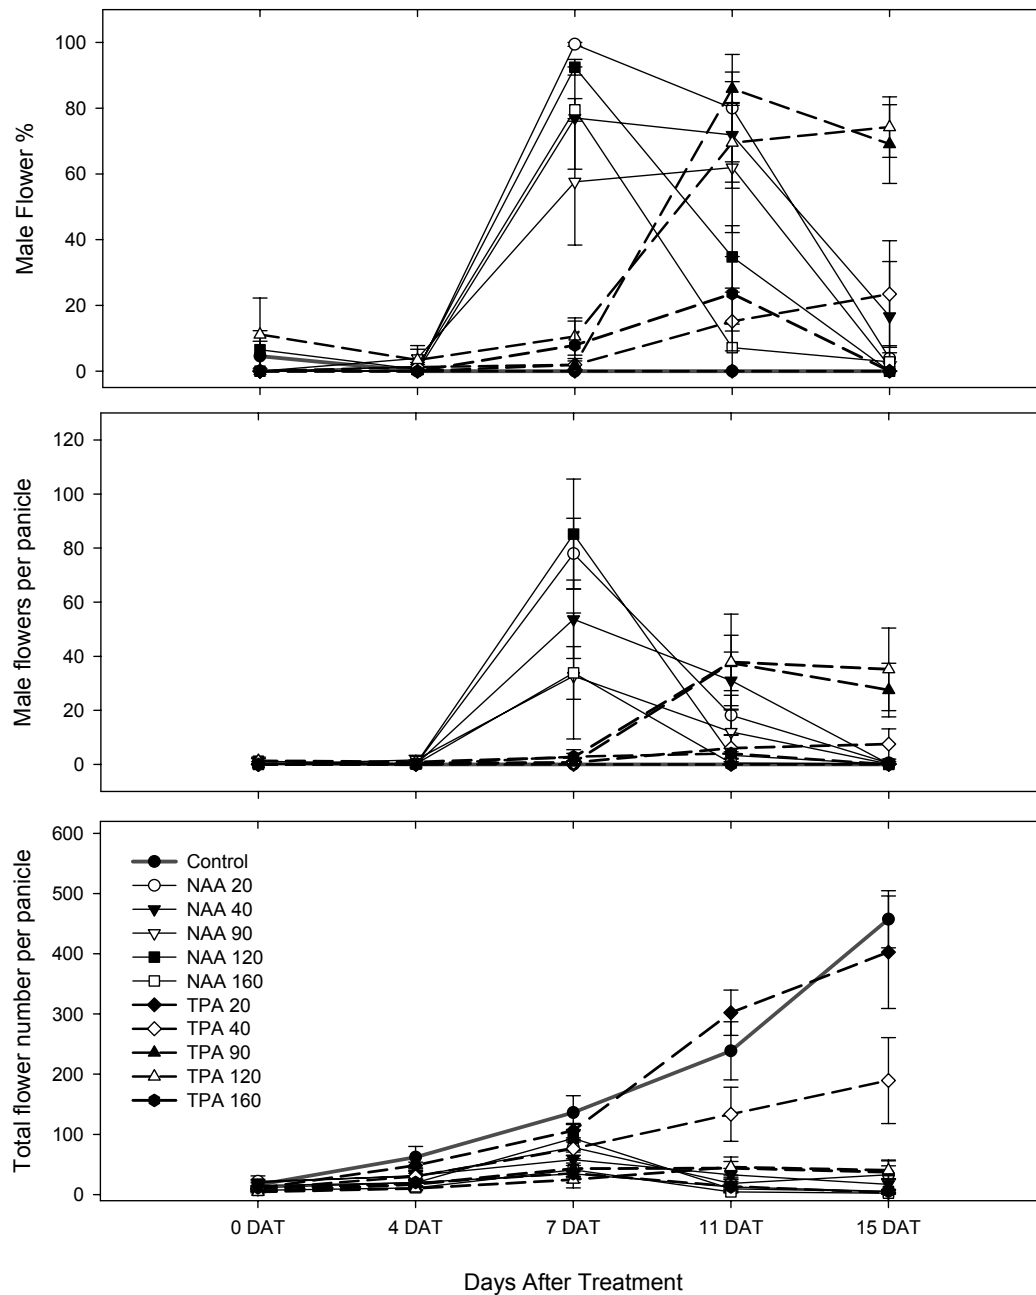 Male Flower %
100
80
60
40
20
0
Male flowers per panicle
120
100
80
60
40
20
0
Total flower number per panicle
600
500
400
300
200
100
0
Control
NAA 20
NAA 40
NAA 90
NAA 120
NAA 160
TPA 20
TPA 40
TPA 90
TPA 120
TPA 160
0 DAT 4 DAT 7 DAT 11 DAT 15 DAT
Days After Treatment